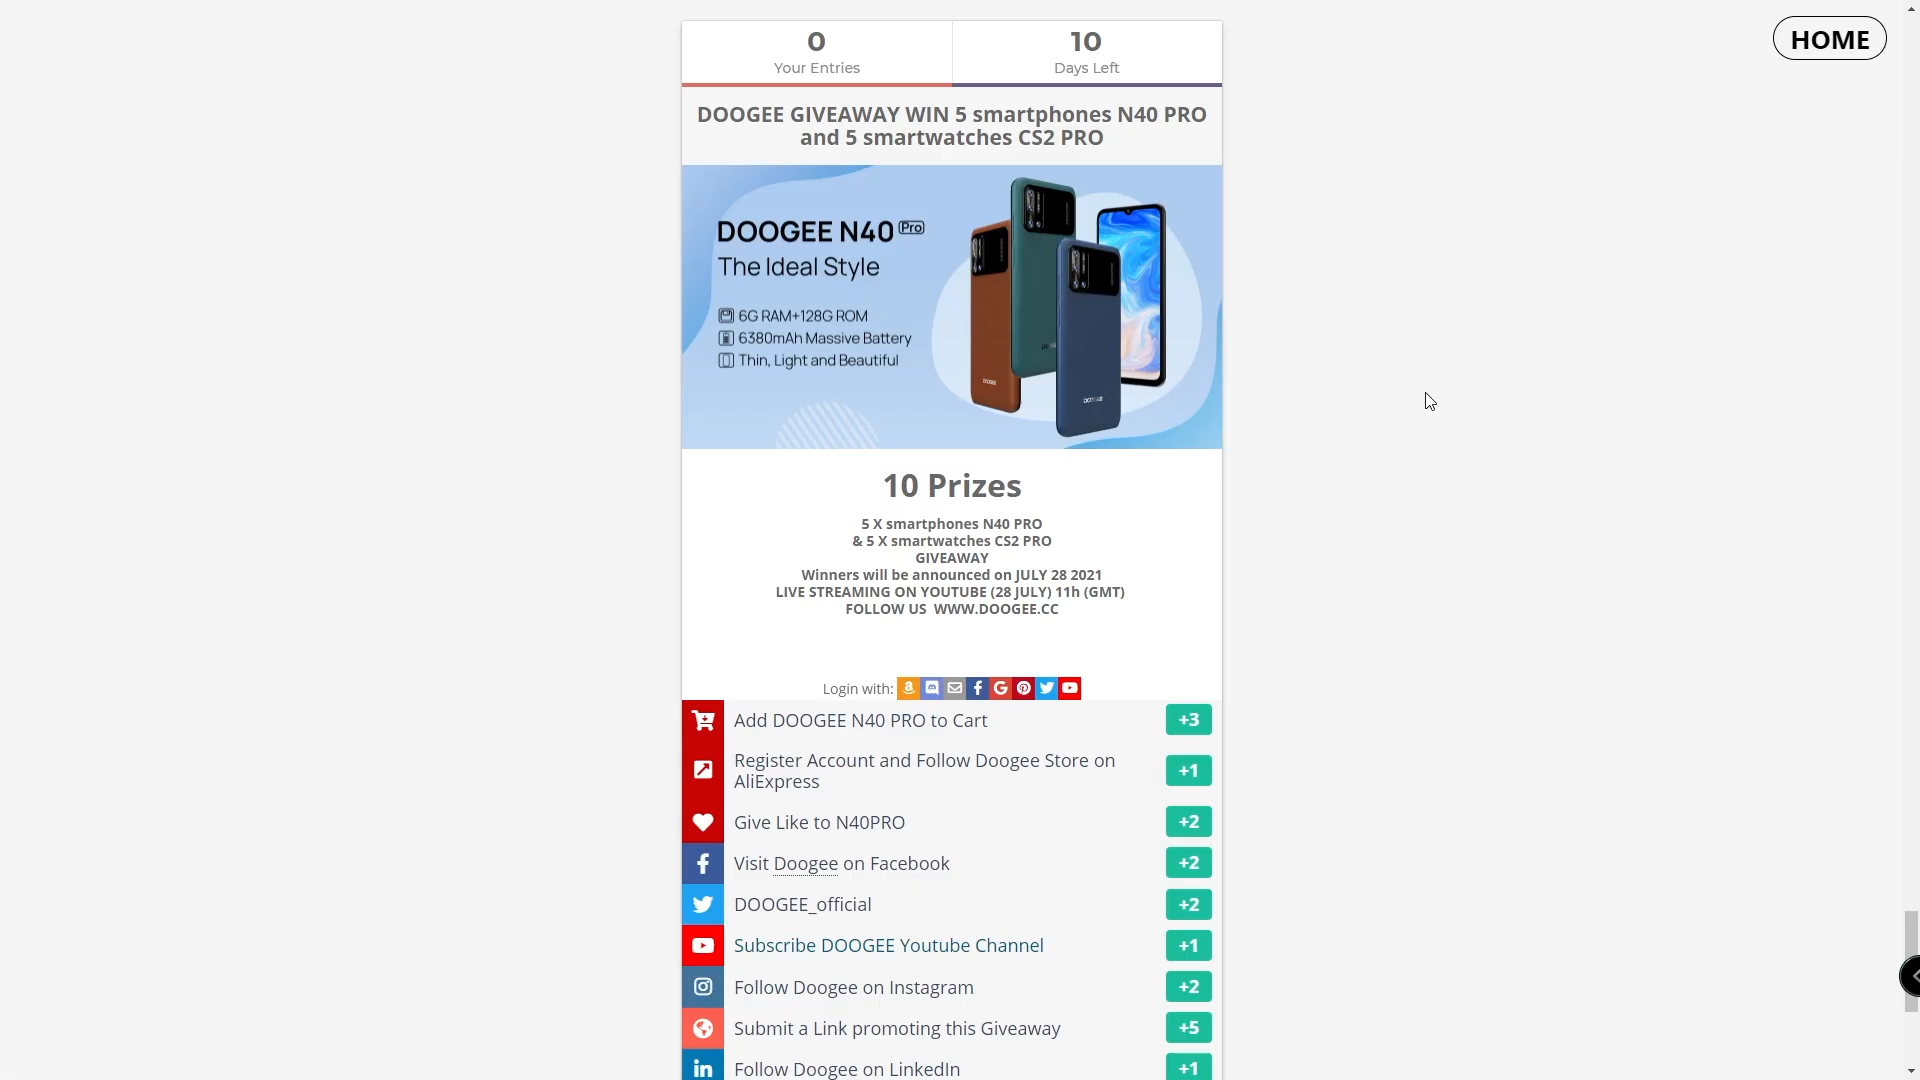 HOME
0
Your Entries
10
Days Left
DOOGEE GIVEAWAY WIN 5 smartphones N40 PRO
and 5 smartwatches CS2 PRO
DOOGEE N40 Pro
The Ideal Style
6G RAM+128G ROM
6380mAh Massive Battery
Thin, Light and Beautiful
10 Prizes
5 X smartphones N40 PRO
& 5 X smartwatches CS2 PRO
GIVEAWAY
Winners will be announced on JULY 28 2021
LIVE STREAMING ON YOUTUBE (28 JULY) 11h (GMT)
FOLLOW US WWW.DOOGEE.CC
Login with:
Add DOOGEE N40 PRO to Cart +3
Register Account and Follow Doogee Store on
AliExpress +1
Give Like to N40PRO +2
Visit Doogee on Facebook +2
DOOGEE_official +2
Subscribe DOOGEE Youtube Channel +1
Follow Doogee on Instagram +2
Submit a Link promoting this Giveaway +5
Follow Doogee on LinkedIn +1